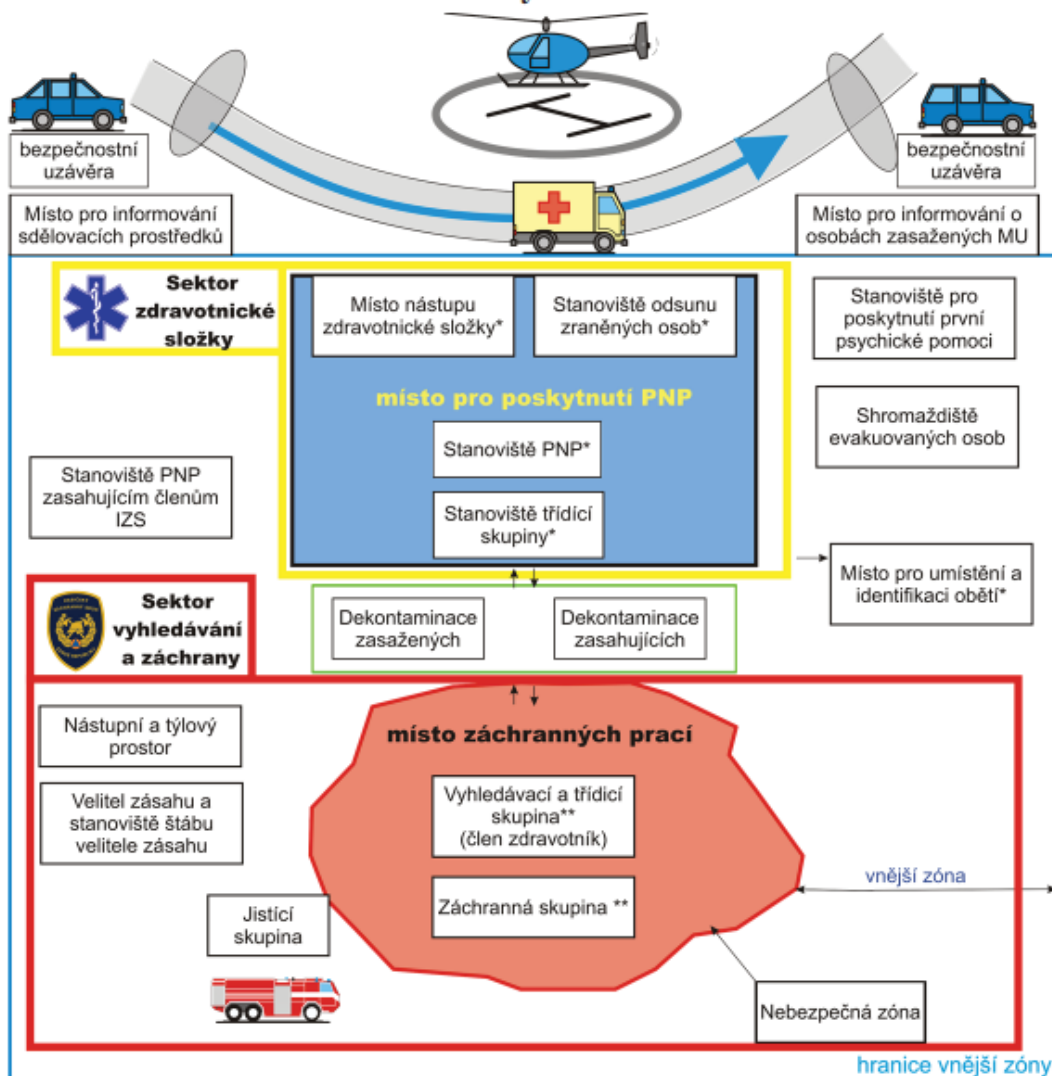 bezpečnostní
uzávěra
bezpečnostní
uzávěra
Místo pro informování
sdělovacích prostředků
Místo pro informování o
osobách zasažených MU
Sektor
zdravotnické
složky
Místo nástupu
zdravotnické složky*
Stanoviště odsunu
zraněných osob*
Stanoviště pro
poskytnutí první
psychické pomoci
místo pro poskytnutí PNP
Shromaždiště
evakuovaných osob
Stanoviště PNP*
Stanoviště PNP
zasahujícím členům
IZS
Stanoviště třídící
skupiny*
Místo pro umístění a
identifikaci obětí*
Sektor
vyhledávání
a záchrany
Dekontaminace
zasažených
Dekontaminace
zasahujících
Nástupní a týlový
prostor
místo záchranných prací
Velitel zásahu a
stanoviště štábu
velitele zásahu
Vyhledávací a třídicí
skupina**
(člen zdravotník)
vnější zóna
Záchranná skupina **
Jistící
skupina
Nebezpečná zóna
hranice vnější zóny